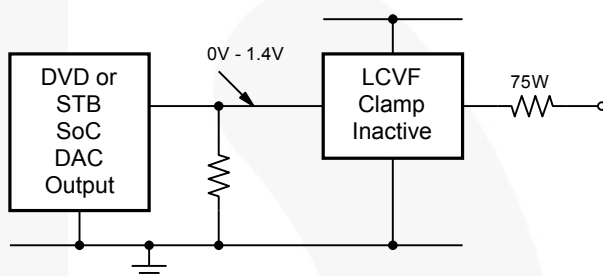 0V - 1.4V
DVD or
STB
SoC
DAC
Output
LCVF
Clamp
Inactive
75W